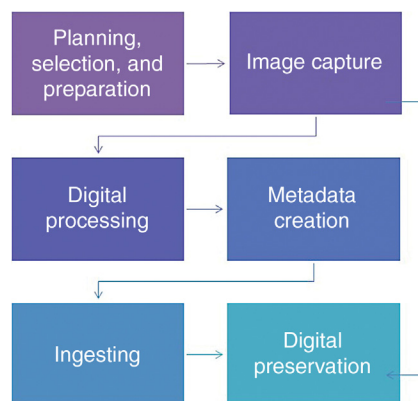 Planning,
selection, and
preparation
Image capture
Digital
processing
Metadata
creation
Ingesting
Digital
preservation